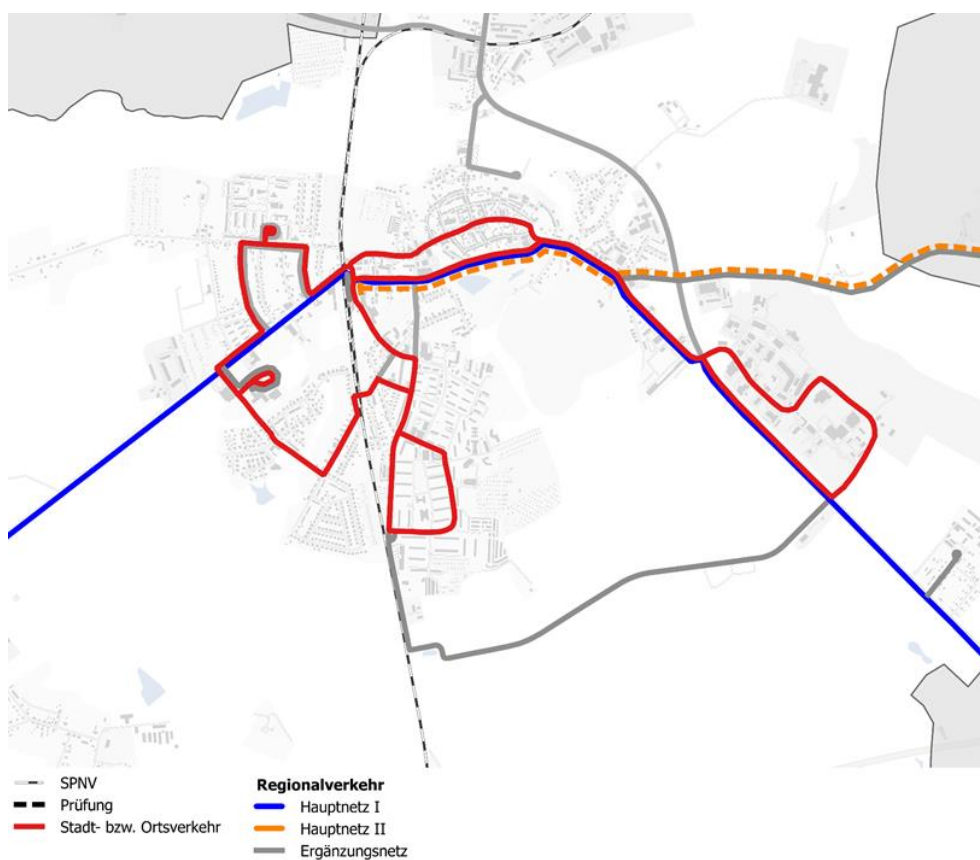 SPNV
Prüfung
Stadt- bzw. Ortsverkehr
Regionalverkehr
Hauptnetz I
Hauptnetz II
Ergänzungsnetz